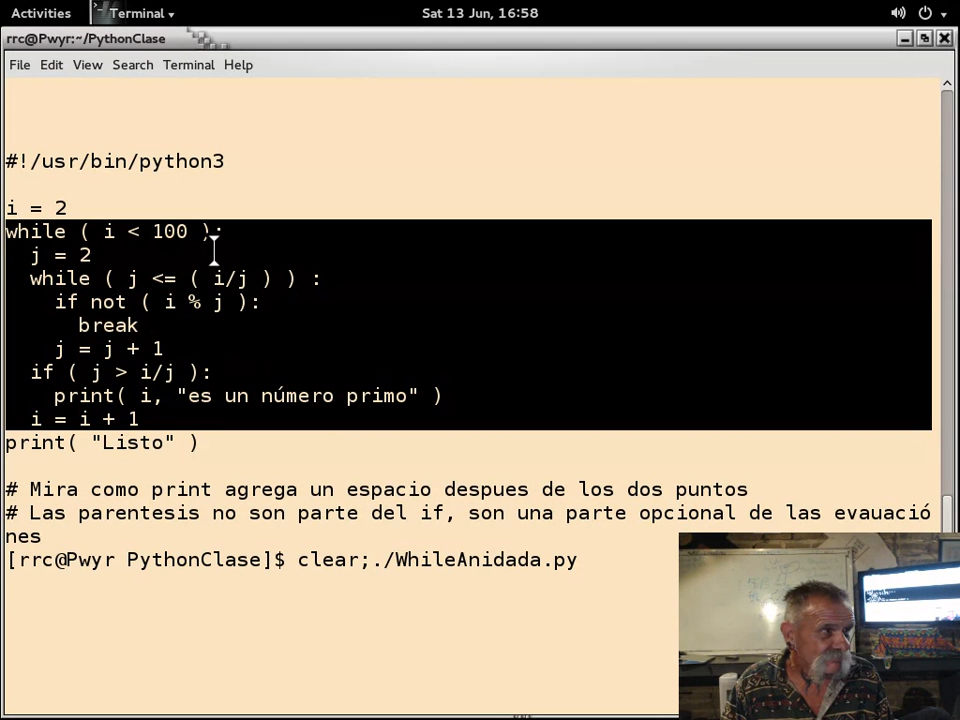 Activities Terminal Sat 13 Jun, 16:58
rrc@Pwyr:~/PythonClase
File Edit View Search Terminal Help
#!/usr/bin/python3
i = 2
while ( i < 100 ):
j = 2
while ( j <= ( i/j ) ) :
if not ( i % j ):
break
j = j + 1
if ( j > i/j ):
print( i, "es un número primo" )
i = i + 1
print( "Listo" )
# Mira como print agrega un espacio despues de los dos puntos
# Las parentesis no son parte del if, son una parte opcional de las evauació
nes
[rrc@Pwyr PythonClase]$ clear;./WhileAnidada.py